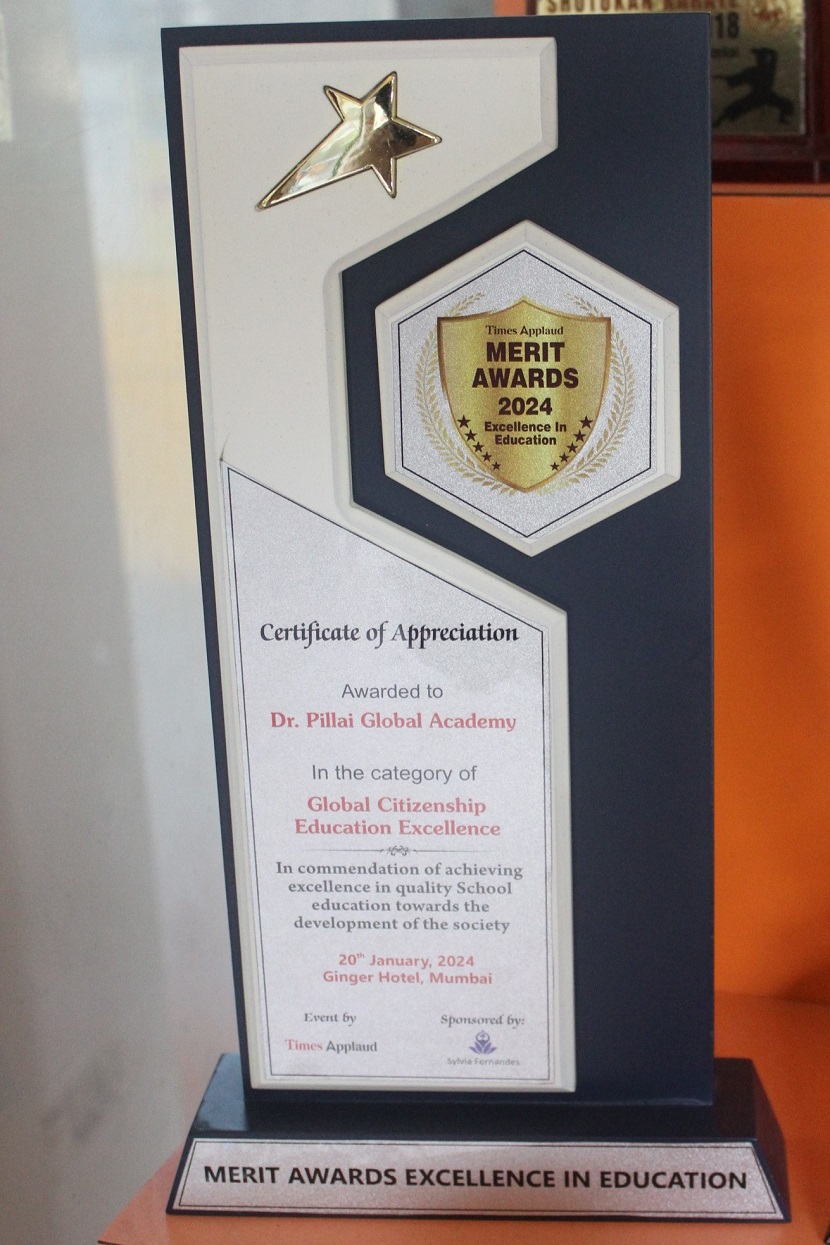 SHOTOKAN KARATE
18
Times Applaud
MERIT
AWARDS
2024
Excellence In
Education
Certificate of Appreciation
Awarded to
Dr. Pillai Global Academy
In the category of
Global Citizenship
Education Excellence
In commendation of achieving
excellence in quality School
education towards the
development of the society
20th January, 2024
Ginger Hotel, Mumbai
Event by
Sponsored by:
Times Applaud
Sylvia Fernandes
MERIT AWARDS EXCELLENCE IN EDUCATION